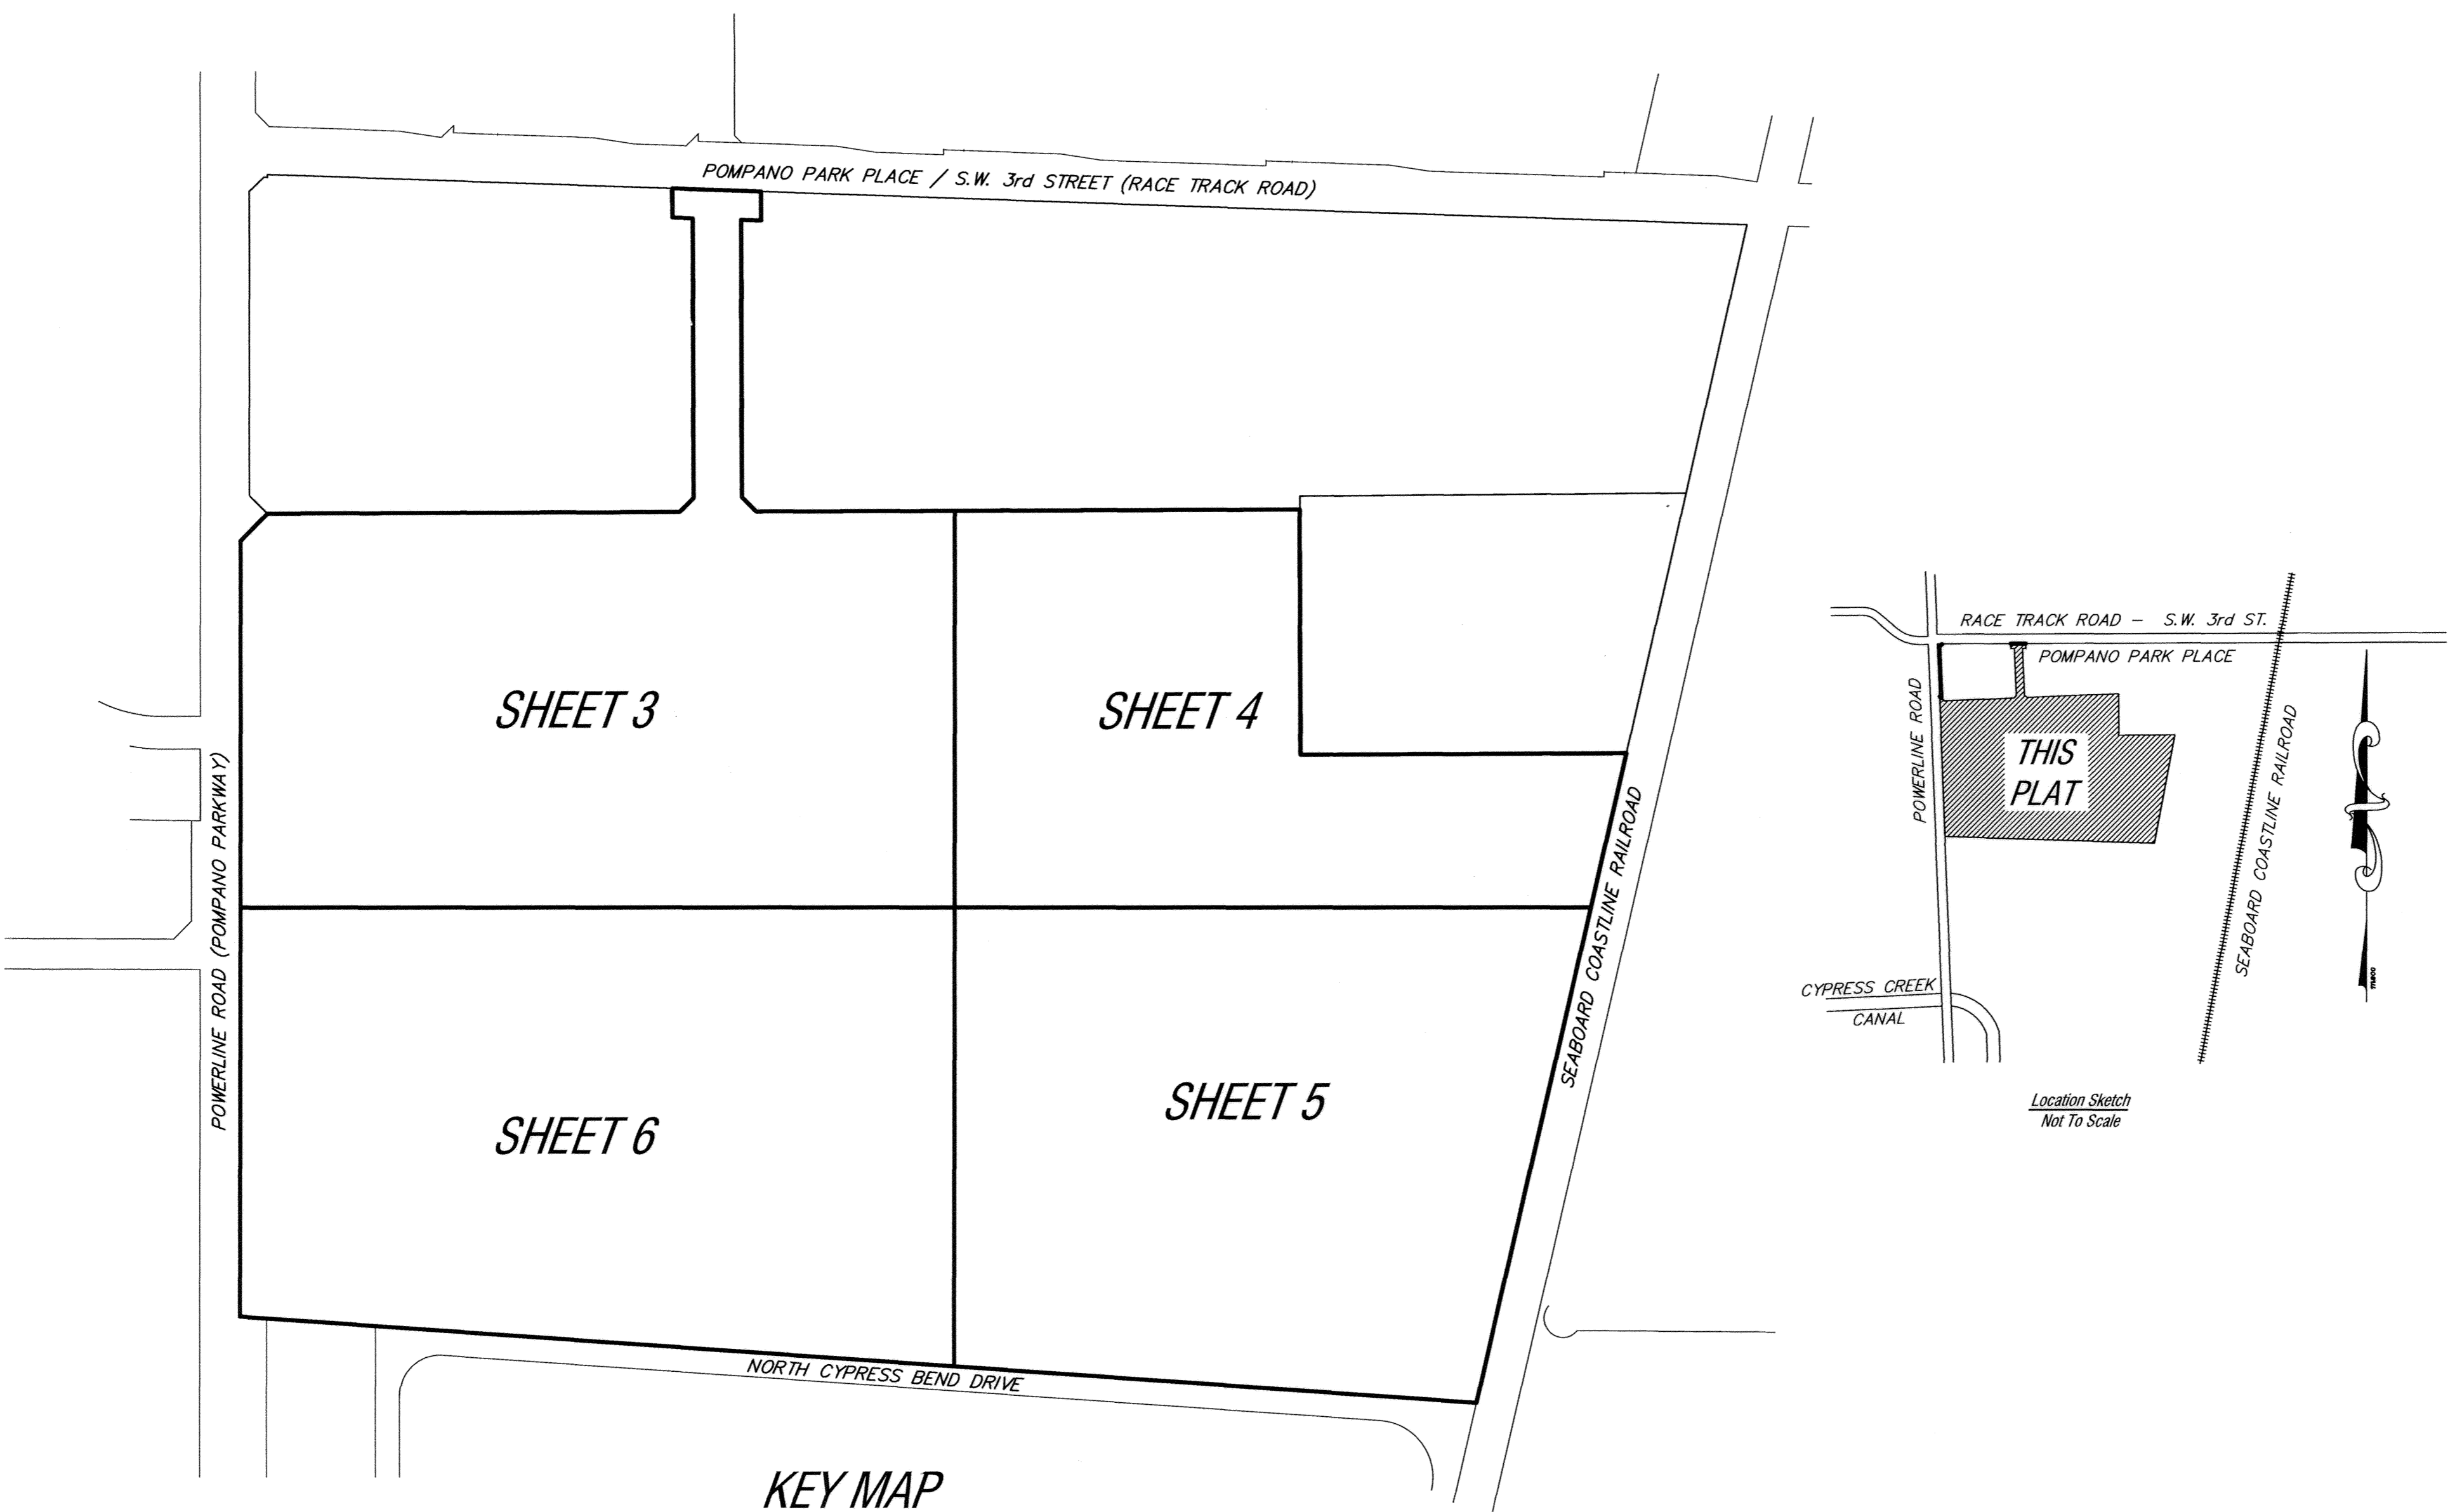 POMPANO PARK PLACE / S.W. 3rd STREET (RACE TRACK ROAD)
RACE TRACK ROAD - S.W. 3rd ST.
POMPANO PARK PLACE
POWERLINE ROAD
THIS
PLAT
SEABOARD COASTLINE RAILROAD
CYPRESS CREEK
CANAL
Location Sketch
Not To Scale
SHEET 3
SHEET 4
POWERLINE ROAD (POMPANO PARKWAY)
SEABOARD COASTLINE RAILROAD
SHEET 6
SHEET 5
NORTH CYPRESS BEND DRIVE
KEY MAP